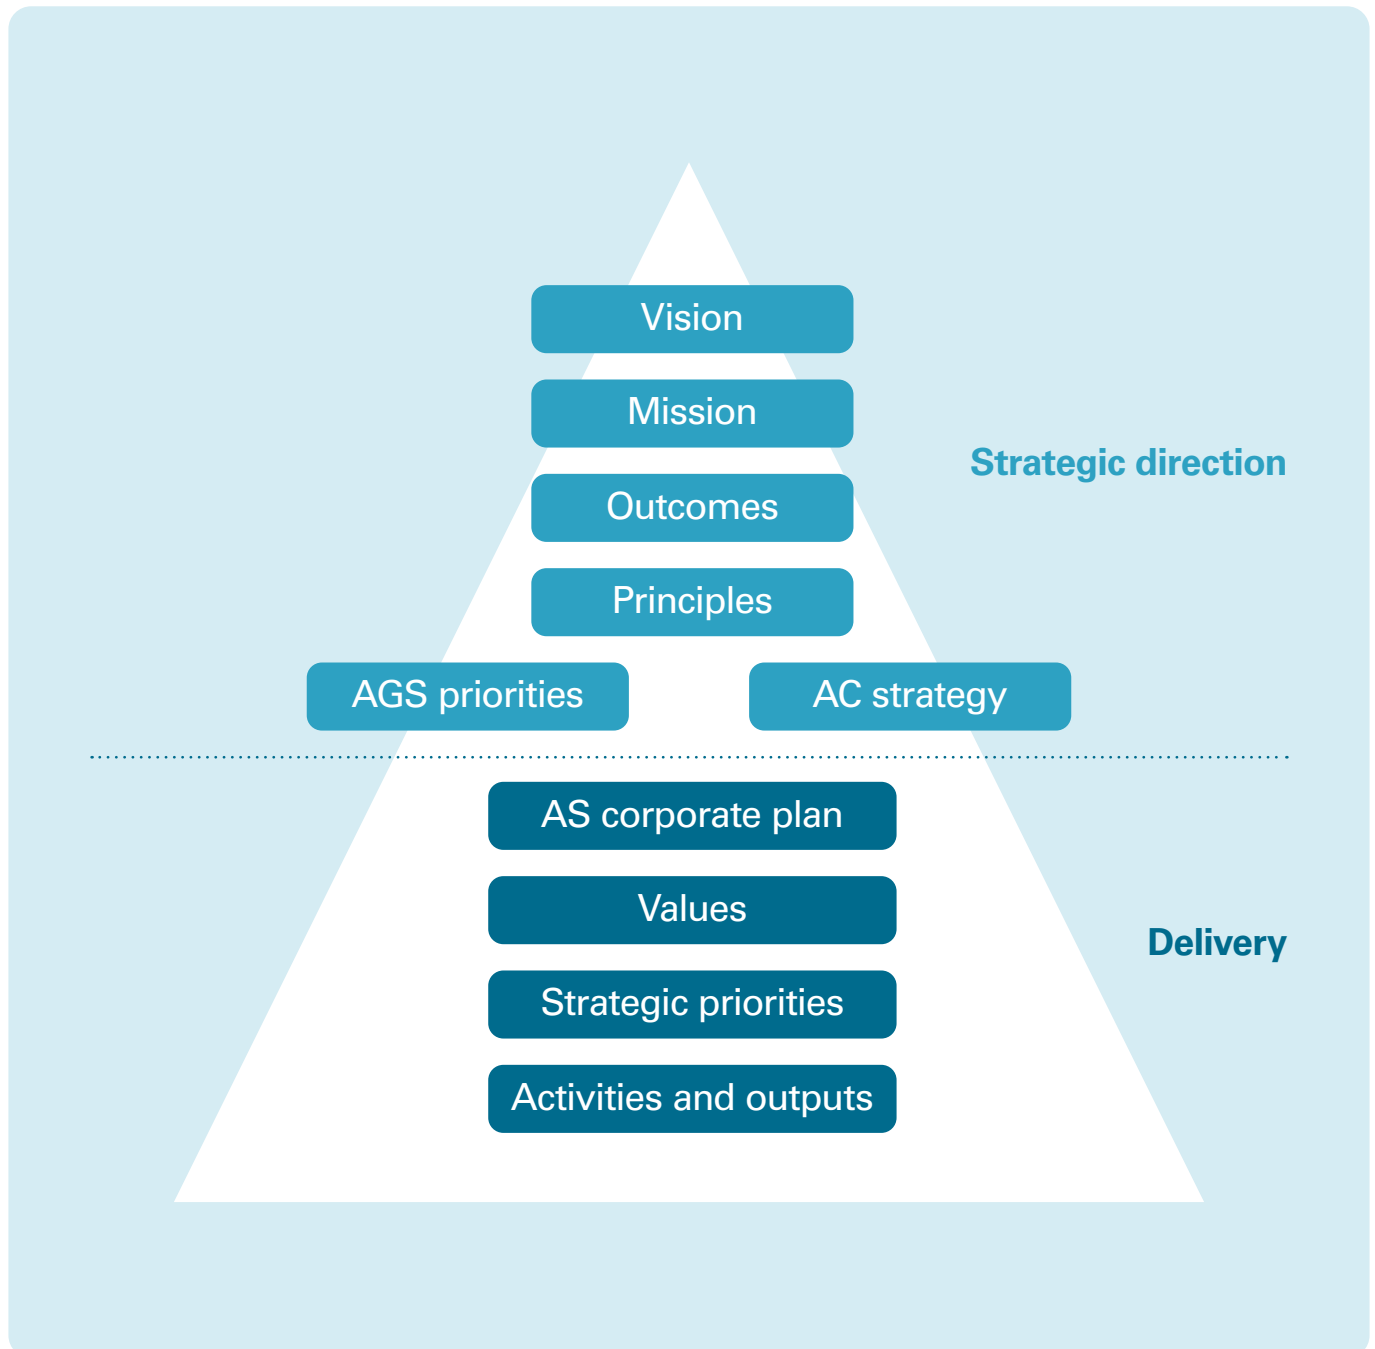 Vision
Mission
Strategic direction
Outcomes
Principles
AGS priorities
AC strategy
AS corporate plan
Values
Delivery
Strategic priorities
Activities and outputs